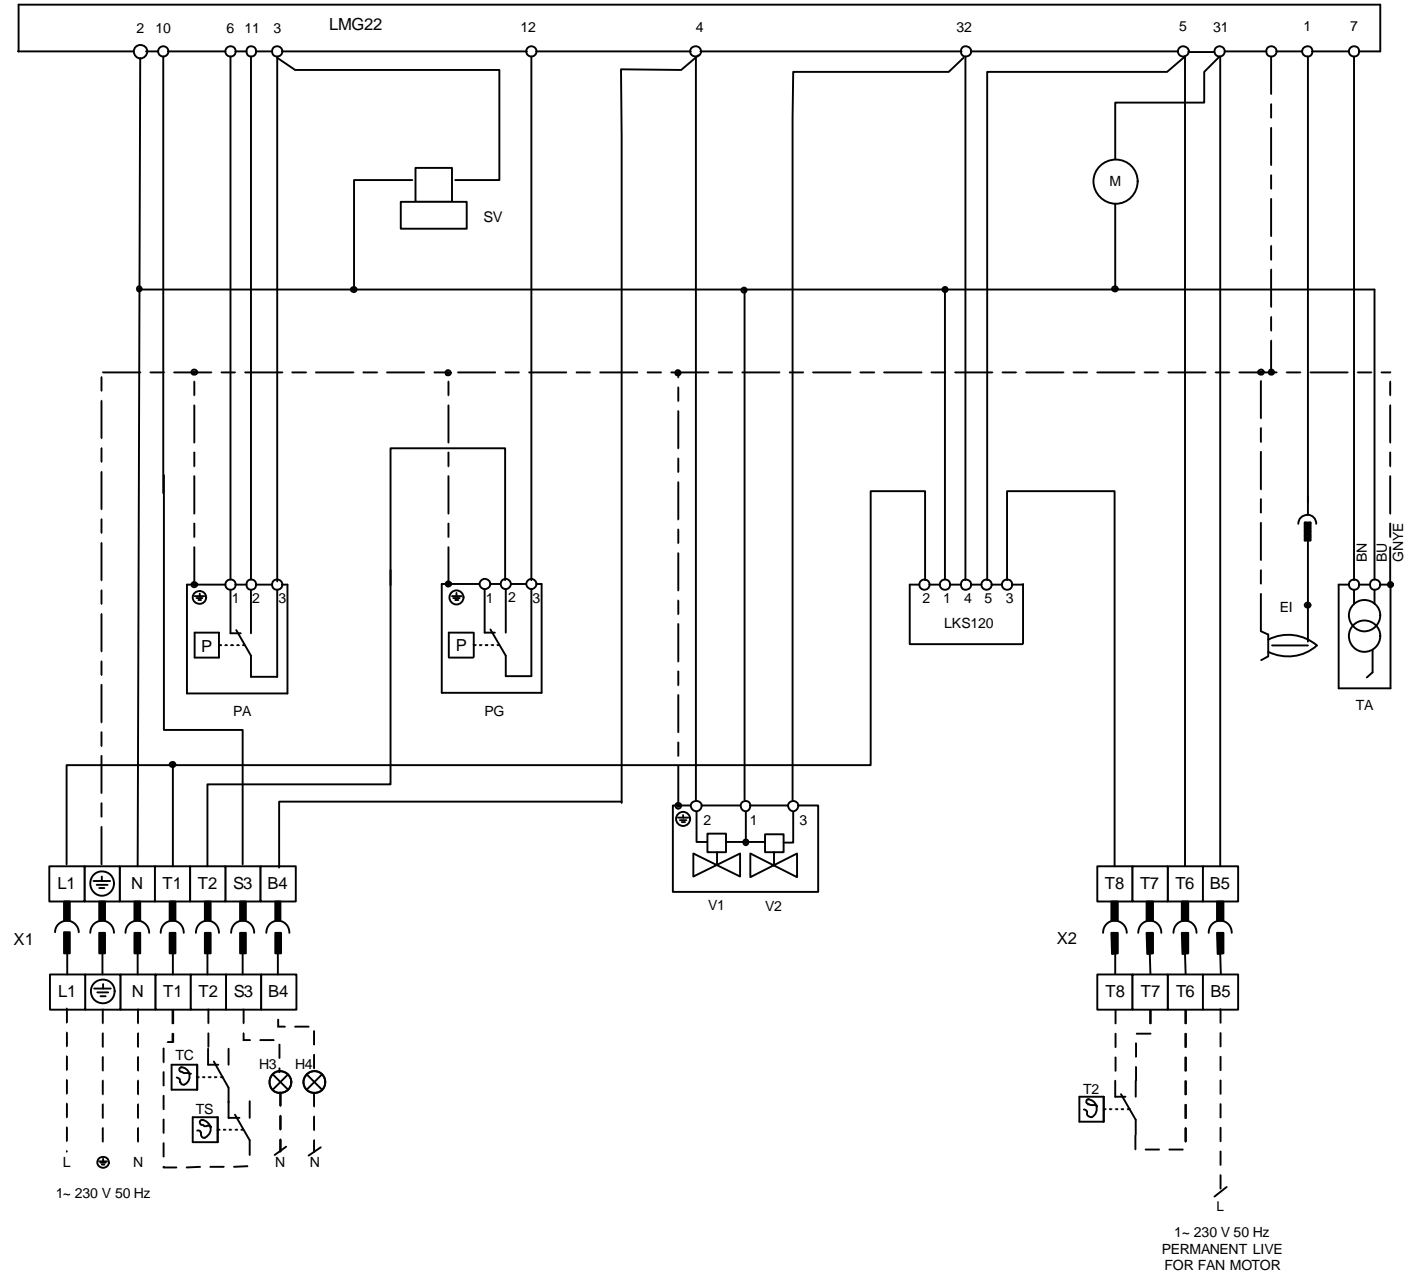 LMG22
2 10 6 11 3 12 4 32 5 31 1 7
M
SV
BN
BU
GNYE
1 2 3
P
PA
1 2 3
P
PG
2 1 4 5 3
LKS120
EI
TA
2 1 3
V1 V2
L1 N T1 T2 S3 B4
X1
L1 N T1 T2 S3 B4
T8 T7 T6 B5
X2
T8 T7 T6 B5
TC
H3 H4
TS
T2
L N
N N
1~ 230 V 50 Hz
L
1~ 230 V 50 Hz
PERMANENT LIVE
FOR FAN MOTOR